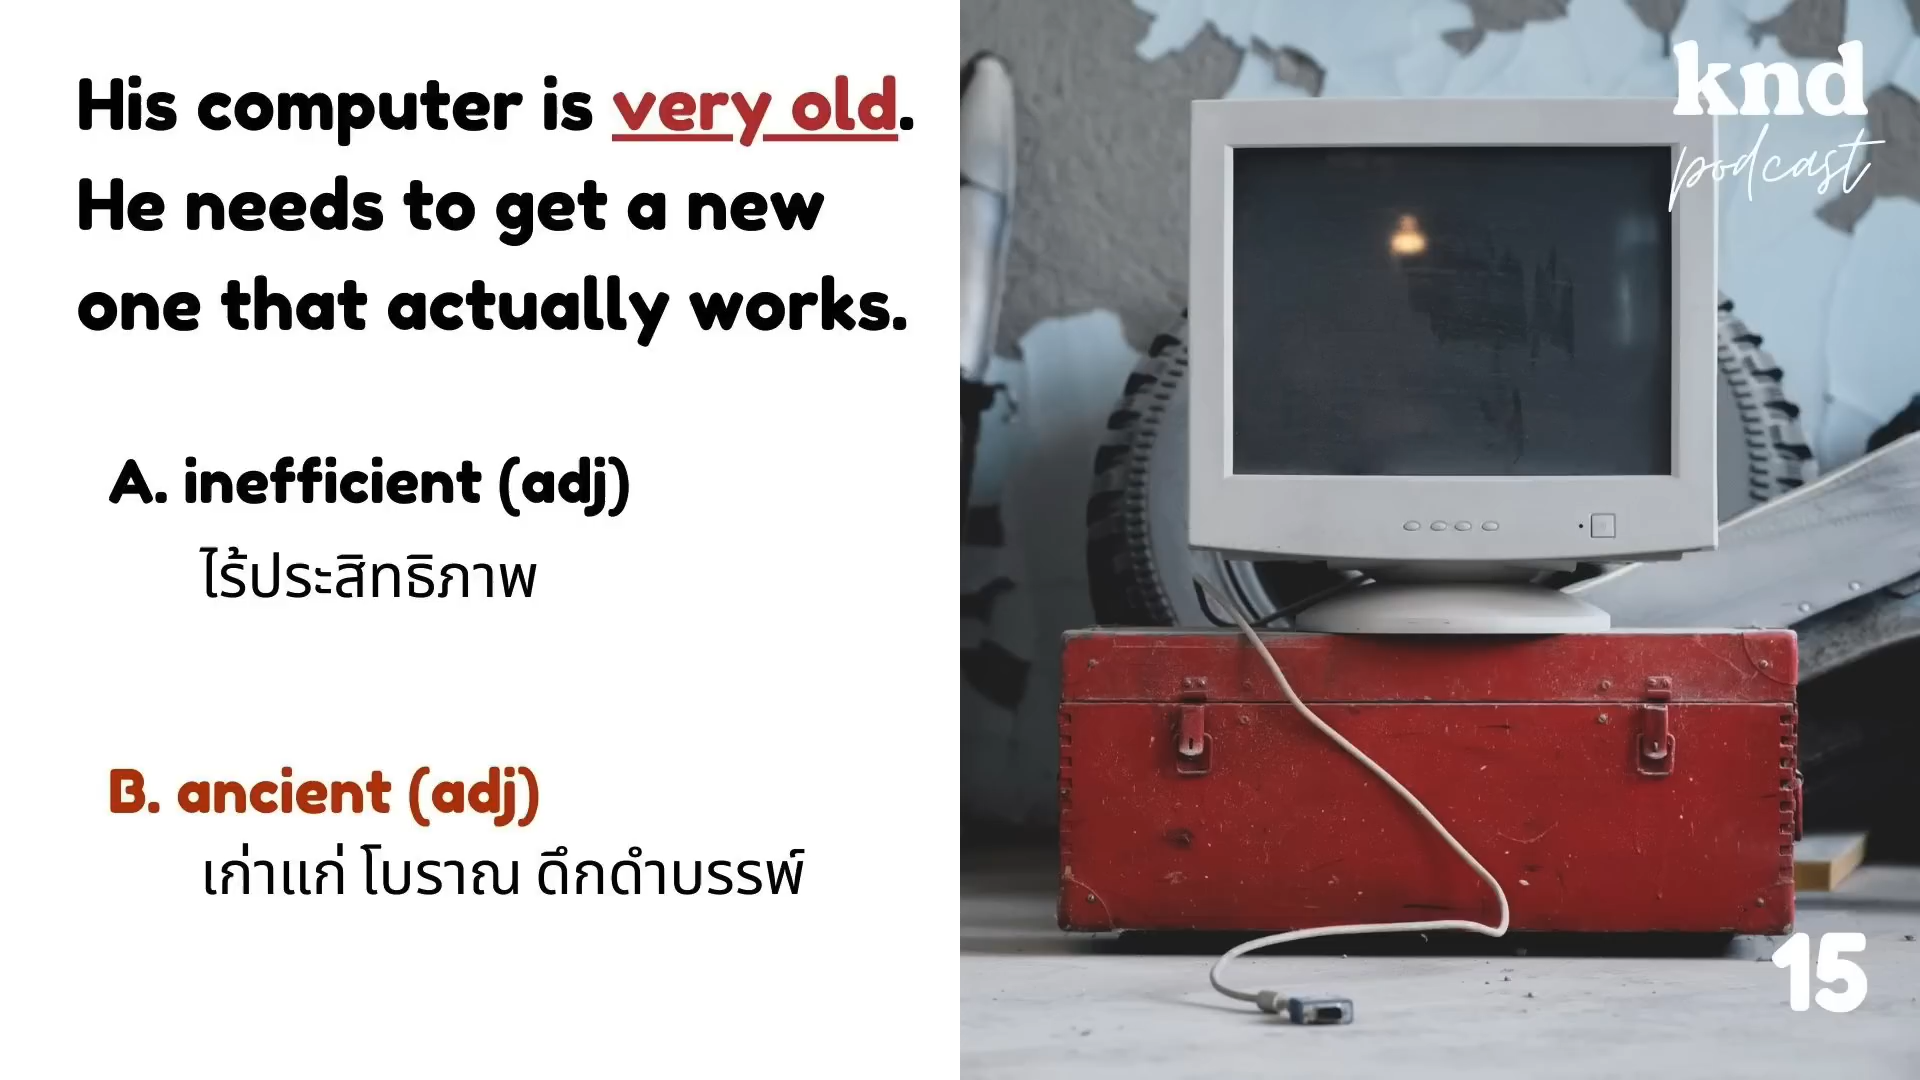 His computer is very old.
He needs to get a new
one that actually works.
A. inefficient (adj)
ไร้ประสิทธิภาพ
B. ancient (adj)
เก่าแก่ โบราณ ดึกดำบรรพ์
knd
podcast
15